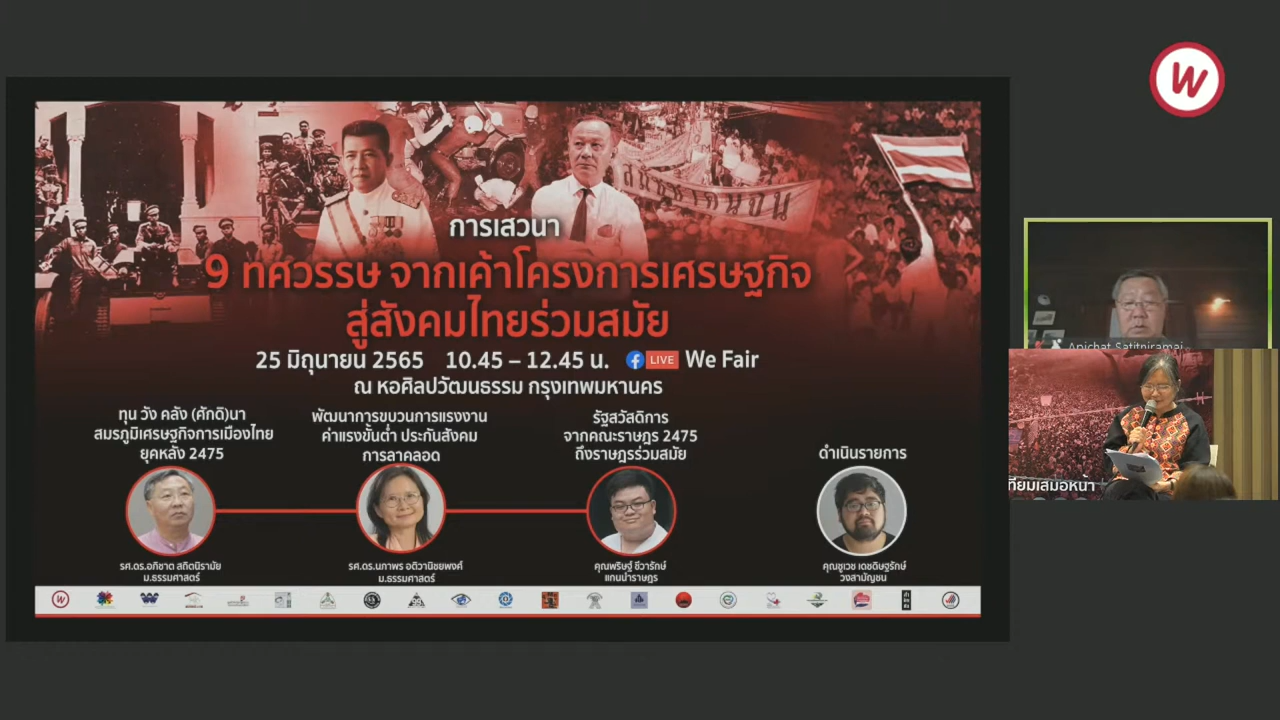 W
สมัชชาคนจน
การเสวนา
9 ทศวรรษ จากเค้าโครงการเศรษฐกิจ
สู่สังคมไทยร่วมสมัย
25 มิถุนายน 2565 10.45 – 12.45 น. LIVE We Fair
ณ หอศิลปวัฒนธรรม กรุงเทพมหานคร
ทุน วัง คลัง (ศักดิ)นา
สมรภูมิเศรษฐกิจการเมืองไทย
ยุคหลัง 2475
พัฒนาการขบวนการแรงงาน
ค่าแรงขั้นต่ำ ประกันสังคม
การลาคลอด
รัฐสวัสดิการ
จากคณะราษฎร 2475
ถึงราษฎรร่วมสมัย
ดำเนินรายการ
รศ.ดร.อภิชาต สถิตนิรามัย
ม.ธรรมศาสตร์
รศ.ดร.นภาพร อติวานิชยพงศ์
ม.ธรรมศาสตร์
คุณพริษฐ์ ชีวารักษ์
แกนนำราษฎร
คุณชูเวช เดชดิษฐรักษ์
วงสามัญชน
Apichat Satitniramai
ทียมเสมอหน้า